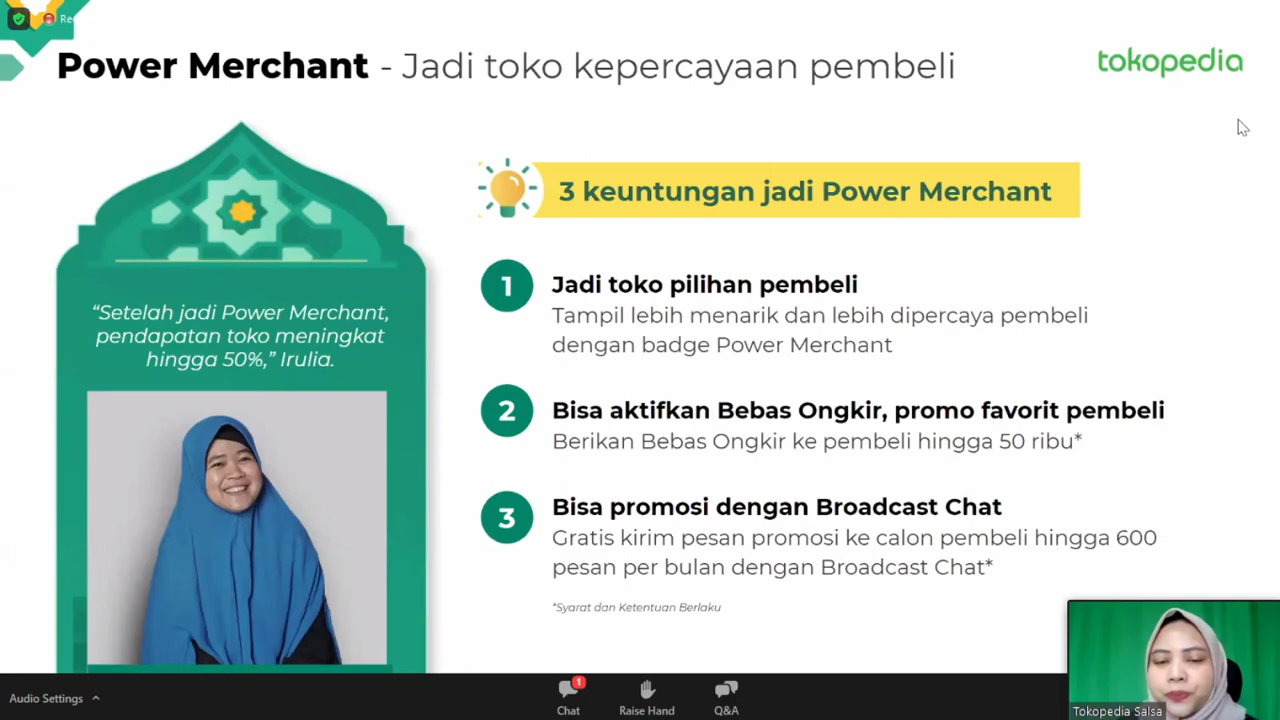 Power Merchant - Jadi toko kepercayaan pembeli
tokopedia
3 keuntungan jadi Power Merchant
“Setelah jadi Power Merchant,
pendapatan toko meningkat
hingga 50%,” Irulia.
1
Jadi toko pilihan pembeli
Tampil lebih menarik dan lebih dipercaya pembeli
dengan badge Power Merchant
2
Bisa aktifkan Bebas Ongkir, promo favorit pembeli
Berikan Bebas Ongkir ke pembeli hingga 50 ribu*
3
Bisa promosi dengan Broadcast Chat
Gratis kirim pesan promosi ke calon pembeli hingga 600
pesan per bulan dengan Broadcast Chat*
*Syarat dan Ketentuan Berlaku
Tokopedia Salsa
Audio Settings
1
Chat
Raise Hand
Q&A